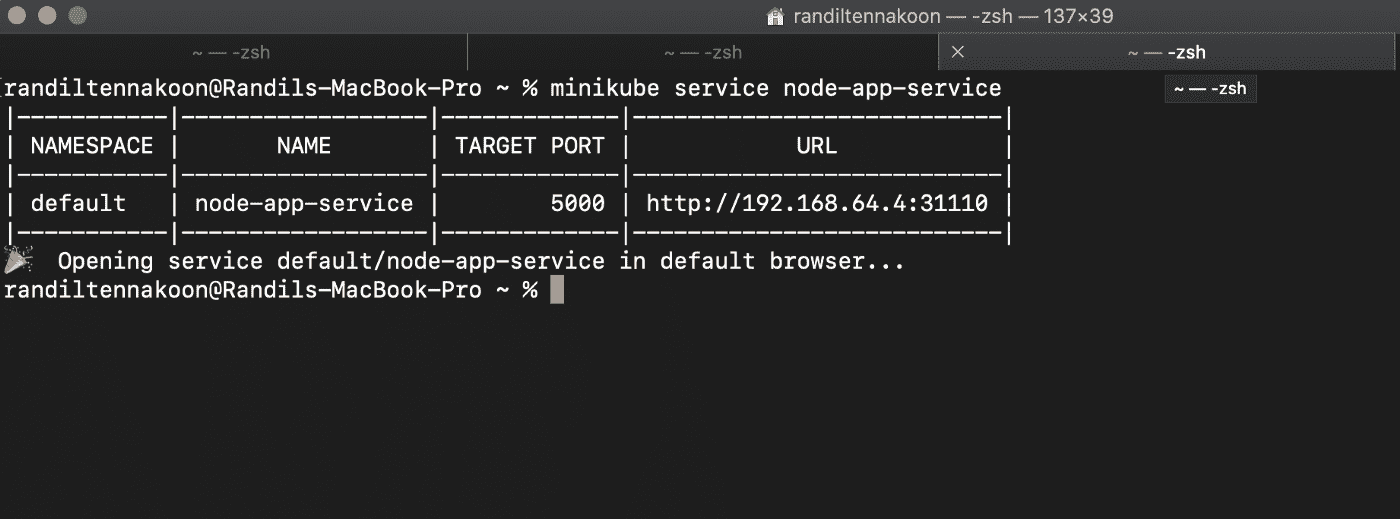 randiltennakoon — -zsh — 137×39
~ — -zsh
~ — -zsh
~ — -zsh
randiltennakoon@Randils-MacBook-Pro ~ % minikube service node-app-service
~ — -zsh
|-----------|------------------|-------------|---------------------------|
| NAMESPACE | NAME | TARGET PORT | URL |
|-----------|------------------|-------------|---------------------------|
| default | node-app-service | 5000 | http://192.168.64.4:31110 |
|-----------|------------------|-------------|---------------------------|
🎉 Opening service default/node-app-service in default browser...
randiltennakoon@Randils-MacBook-Pro ~ %